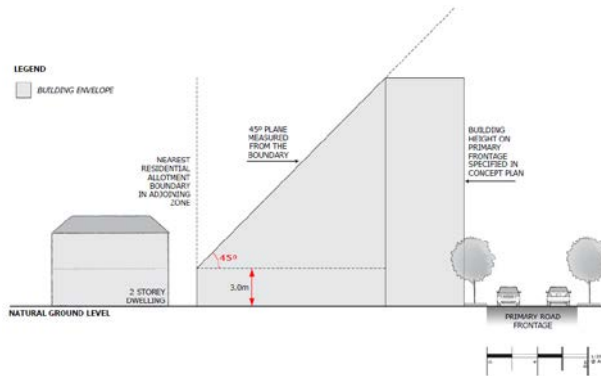 LEGEND
BUILDING ENVELOPE
NEAREST
RESIDENTIAL
ALLOTMENT
BOUNDARY
IN ADJOINING
ZONE
45º PLANE
MEASURED
FROM THE
BOUNDARY
BUILDING
HEIGHT ON
PRIMARY
FRONTAGE
SPECIFIED IN
CONCEPT PLAN
45º
3.0m
2 STOREY
DWELLING
NATURAL GROUND LEVEL
PRIMARY ROAD
FRONTAGE